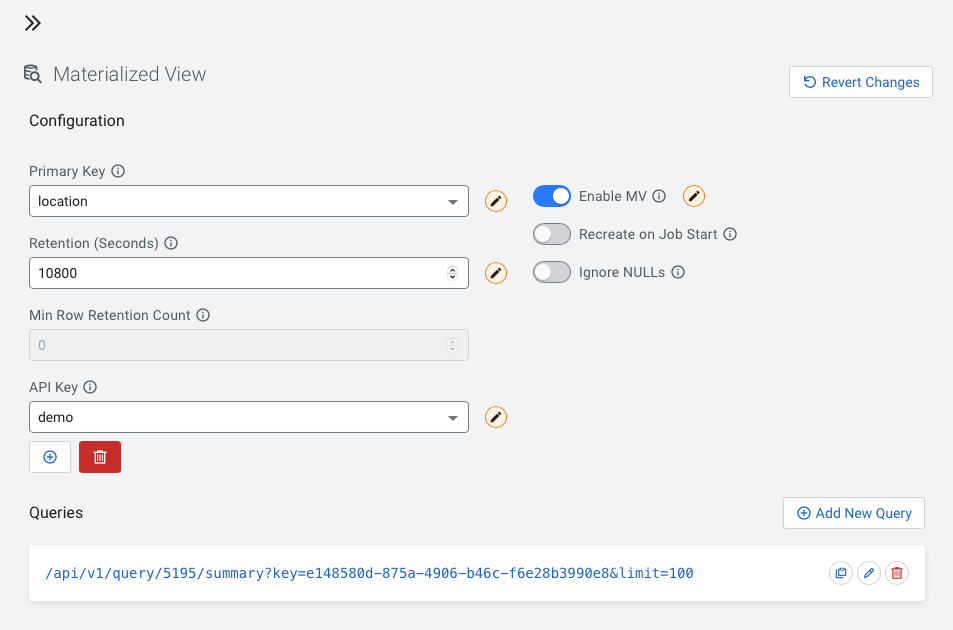 Materialized View
Revert Changes
Configuration
Primary Key
location
Enable MV
Recreate on Job Start
Ignore NULLs
Retention (Seconds)
10800
Min Row Retention Count
0
API Key
demo
Queries
Add New Query
/api/v1/query/5195/summary?key=e148580d-875a-4906-b46c-f6e28b3990e8&limit=100